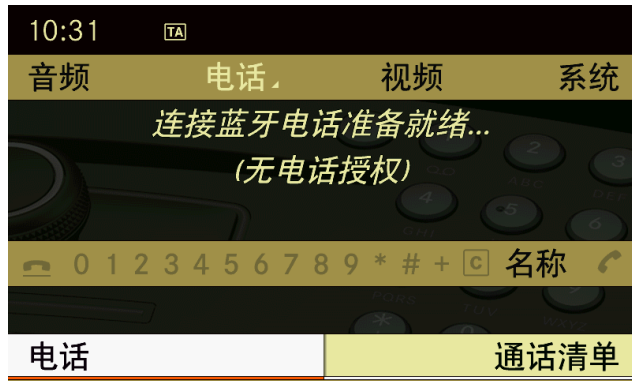 10:31 TA
音频 电话 视频 系统
连接蓝牙电话准备就绪...
(无电话授权)
0 1 2 3 4 5 6 7 8 9 * # + C 名称
电话 通话清单